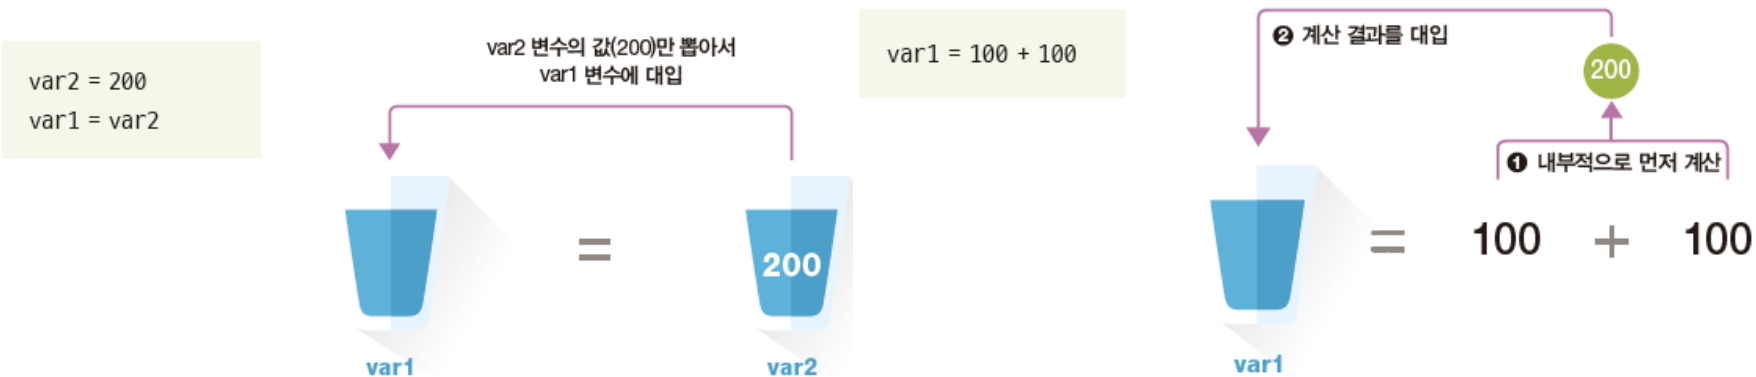 var2 = 200
var1 = var2
var2 변수의 값(200)만 뽑아서
var1 변수에 대입
=
200
var1
var2
var1 = 100 + 100
❷ 계산 결과를 대입
200
❶ 내부적으로 먼저 계산
= 100 + 100
var1